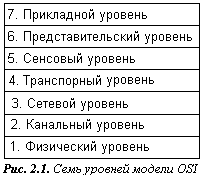 7. Прикладной уровень
6. Представительский уровень
5. Сенсовый уровень
4. Транспорный уровень
3. Сетевой уровень
2. Канальный уровень
1. Физический уровень
Рис. 2.1. Семь уровней модели OSI